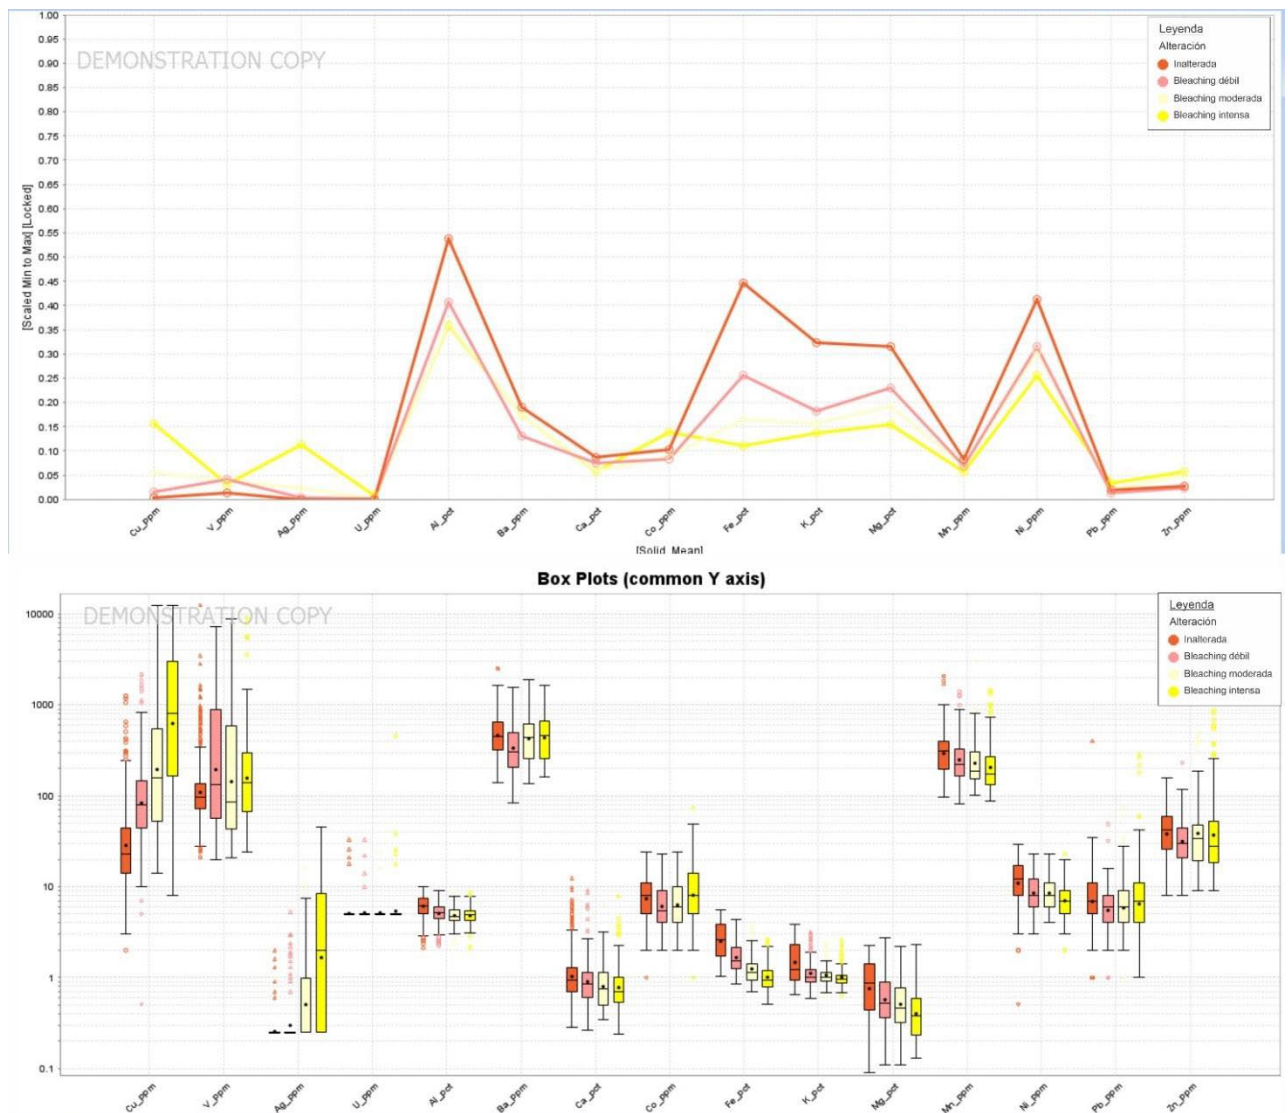 1.00
0.95
0.90
0.85
0.80
0.75
0.70
0.65
0.60
0.55
0.50
0.45
0.40
0.35
0.30
0.25
0.20
0.15
0.10
0.05
0.00
[Scaled Min to Max] [Locked]
DEMONSTRATION COPY
Leyenda
Alteración
Inalterada
Bleaching débil
Bleaching moderada
Bleaching intensa
Cu_ppm
V_ppm
Ag_ppm
U_ppm
Al_pct
Ba_ppm
Ca_pct
Co_ppm
Fe_pct
K_pct
Mg_pct
Mn_ppm
Ni_ppm
Pb_ppm
Zn_ppm
[Solid_Mean]
Box Plots (common Y axis)
DEMONSTRATION COPY
10000
1000
100
10
1
0.1
Leyenda
Alteración
Inalterada
Bleaching débil
Bleaching moderada
Bleaching intensa
Cu_ppm
V_ppm
Ag_ppm
U_ppm
Al_pct
Ba_ppm
Ca_pct
Co_ppm
Fe_pct
K_pct
Mg_pct
Mn_ppm
Ni_ppm
Pb_ppm
Zn_ppm